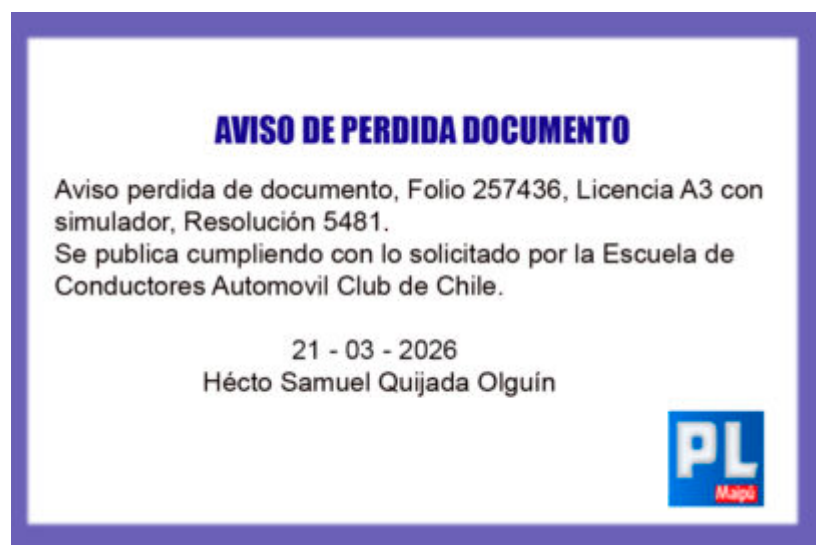 AVISO DE PERDIDA DOCUMENTO
Aviso perdida de documento, Folio 257436, Licencia A3 con
simulador, Resolución 5481.
Se publica cumpliendo con lo solicitado por la Escuela de
Conductores Automovil Club de Chile.
21 - 03 - 2026
Hécto Samuel Quijada Olguín
PL
Maipú